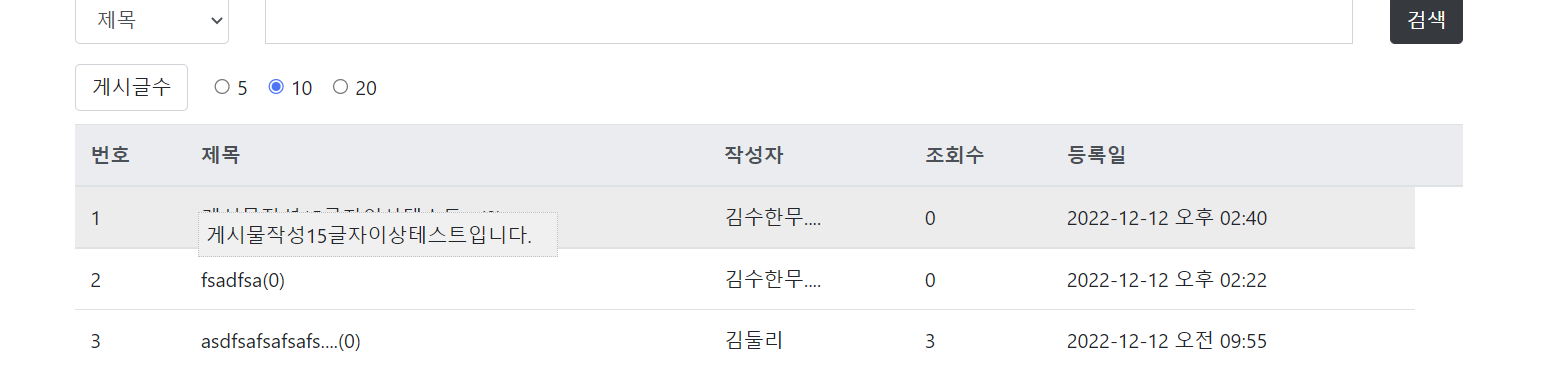 제목 검색
게시글수 5 10 20
번호 제목 작성자 조회수 등록일
1 김수한무.... 0 2022-12-12 오후 02:40
게시물작성15글자이상테스트입니다.
2 fsadfsa(0) 김수한무.... 0 2022-12-12 오후 02:22
3 asdfsafsafsafs....(0) 김둘리 3 2022-12-12 오전 09:55